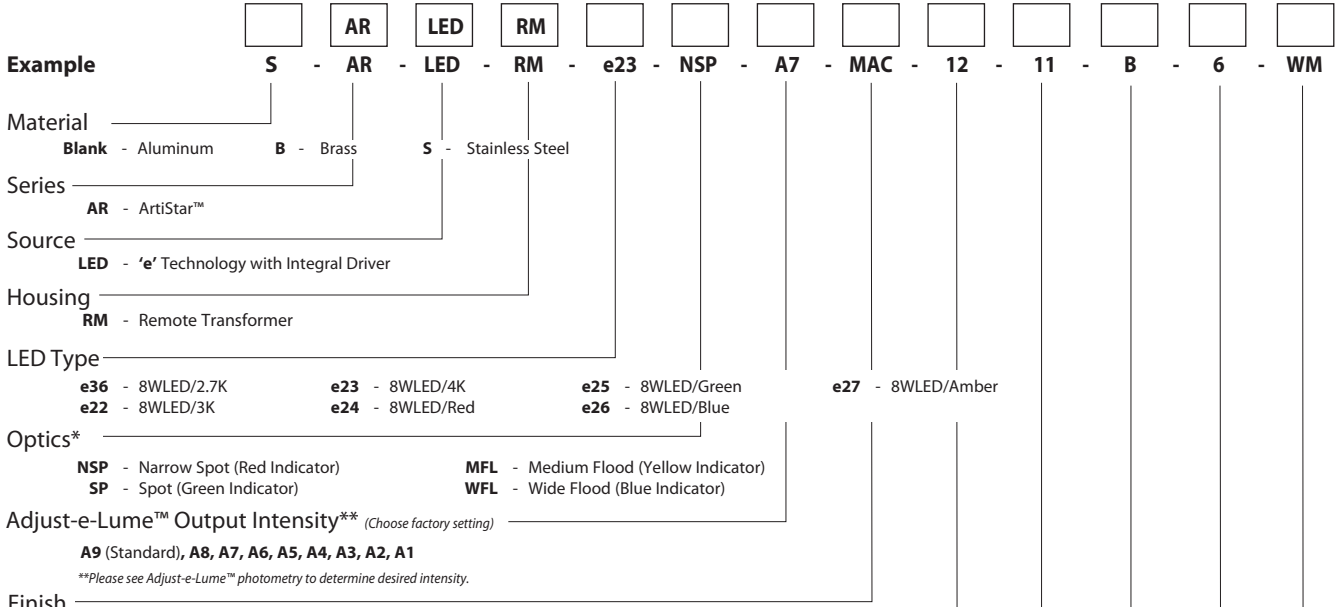 AR LED RM
Example S - AR - LED - RM - e23 - NSP - A7 - MAC - 12 - 11 - B - 6 - WM
Material
Blank - Aluminum B - Brass S - Stainless Steel
Series
AR - ArtiStar™
Source
LED - 'e' Technology with Integral Driver
Housing
RM - Remote Transformer
LED Type
e36 - 8WLED/2.7K e23 - 8WLED/4K e25 - 8WLED/Green e27 - 8WLED/Amber
e22 - 8WLED/3K e24 - 8WLED/Red e26 - 8WLED/Blue
Optics*
NSP - Narrow Spot (Red Indicator) MFL - Medium Flood (Yellow Indicator)
SP - Spot (Green Indicator) WFL - Wide Flood (Blue Indicator)
Adjust-e-Lume™ Output Intensity** (Choose factory setting)
A9 (Standard), A8, A7, A6, A5, A4, A3, A2, A1
**Please see Adjust-e-Lume™ photometry to determine desired intensity.
Finish